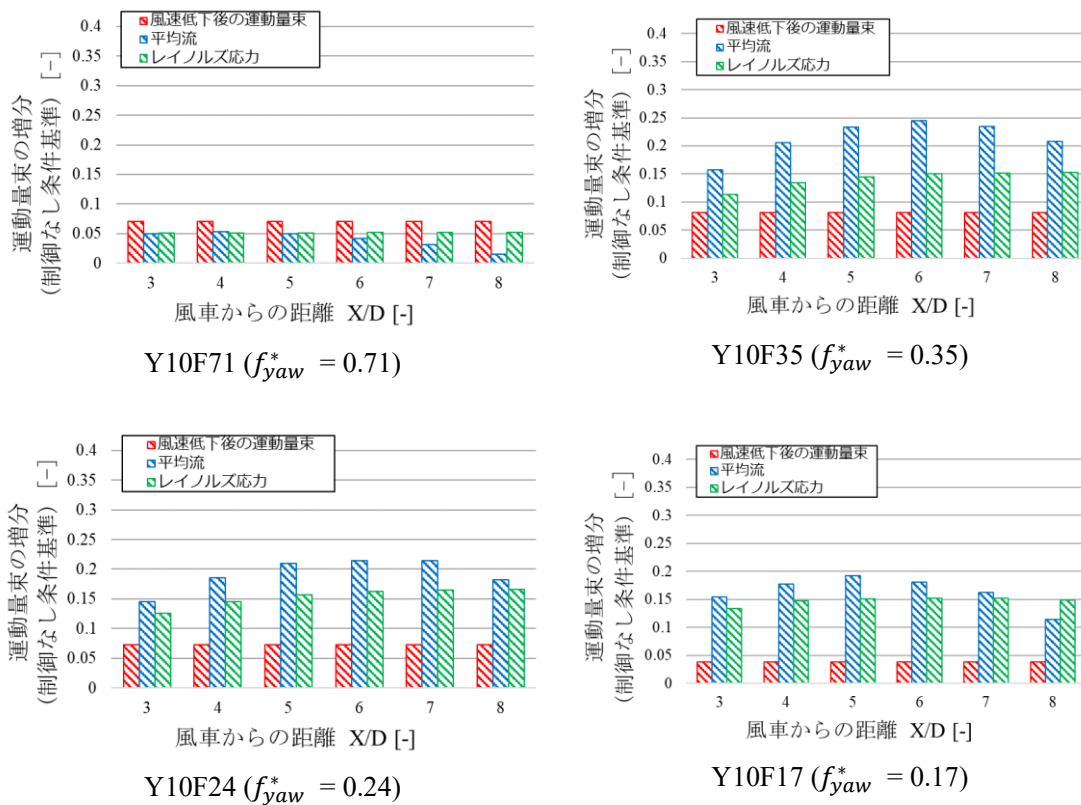 運動量束の増分
（制御なし条件基準） [−]
0.4
0.35
0.3
0.25
0.2
0.15
0.1
0.05
0
風速低下後の運動量束
平均流
レイノルズ応力
3 4 5 6 7 8
風車からの距離 X/D [-]
Y10F71 (f*yaw = 0.71)
運動量束の増分
（制御なし条件基準） [−]
0.4
0.35
0.3
0.25
0.2
0.15
0.1
0.05
0
風速低下後の運動量束
平均流
レイノルズ応力
3 4 5 6 7 8
風車からの距離 X/D [-]
Y10F35 (f*yaw = 0.35)
運動量束の増分
（制御なし条件基準） [−]
0.4
0.35
0.3
0.25
0.2
0.15
0.1
0.05
0
風速低下後の運動量束
平均流
レイノルズ応力
3 4 5 6 7 8
風車からの距離 X/D [-]
Y10F24 (f*yaw = 0.24)
運動量束の増分
（制御なし条件基準） [−]
0.4
0.35
0.3
0.25
0.2
0.15
0.1
0.05
0
風速低下後の運動量束
平均流
レイノルズ応力
3 4 5 6 7 8
風車からの距離 X/D [-]
Y10F17 (f*yaw = 0.17)